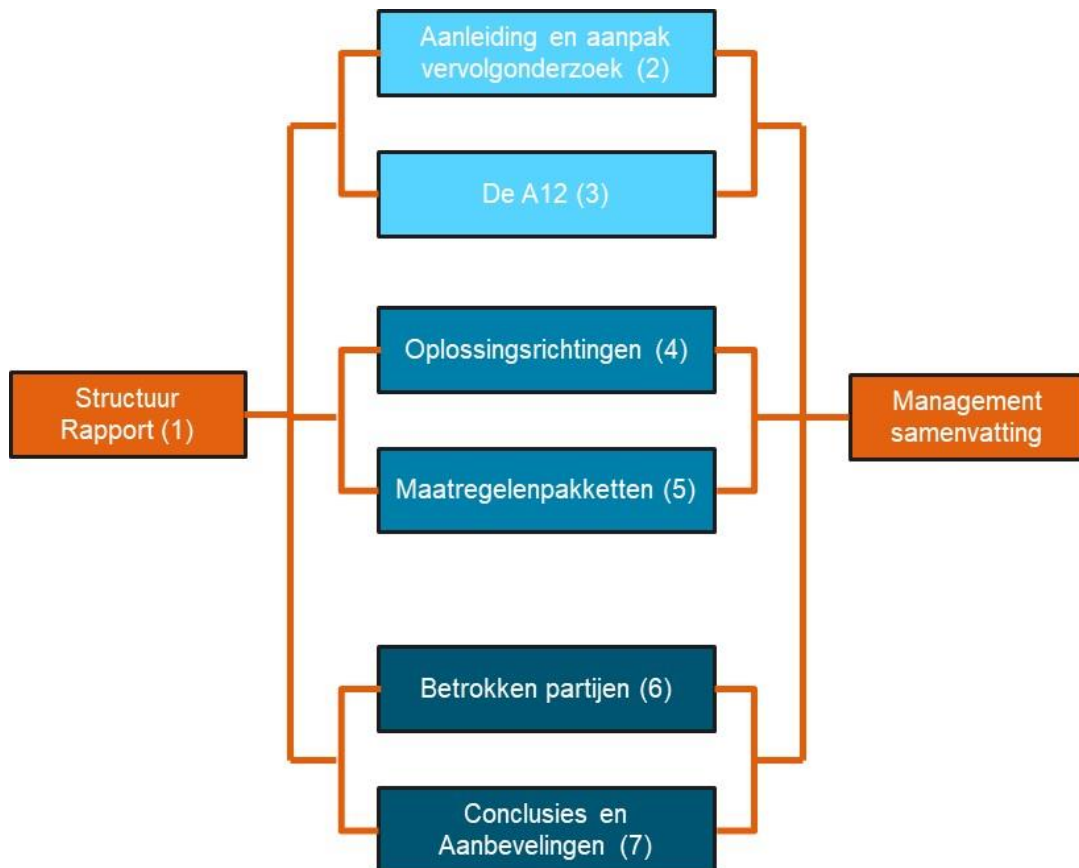 Aanleiding en aanpak
vervolgonderzoek (2)
De A12 (3)
Oplossingsrichtingen (4)
Structuur
Rapport (1)
Management
samenvatting
Maatregelenpakketten (5)
Betrokken partijen (6)
Conclusies en
Aanbevelingen (7)